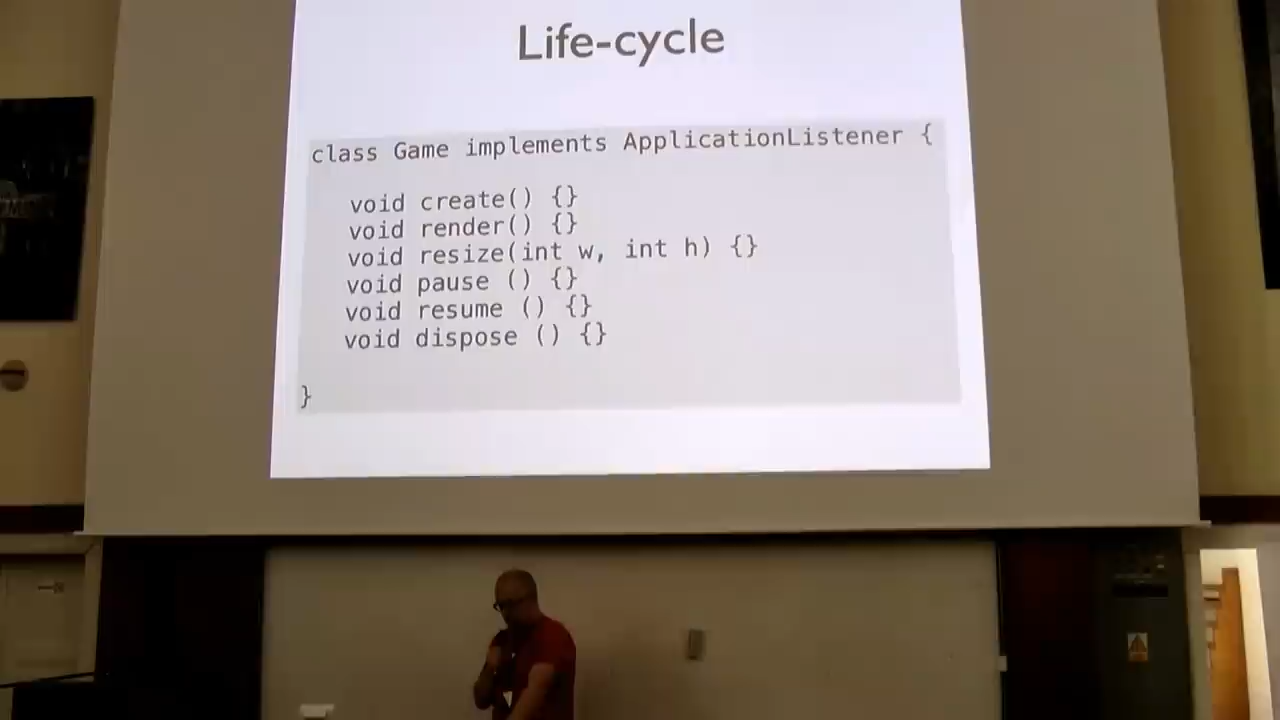 Life-cycle
class Game implements ApplicationListener {
void create() {}
void render() {}
void resize(int w, int h) {}
void pause () {}
void resume () {}
void dispose () {}
}